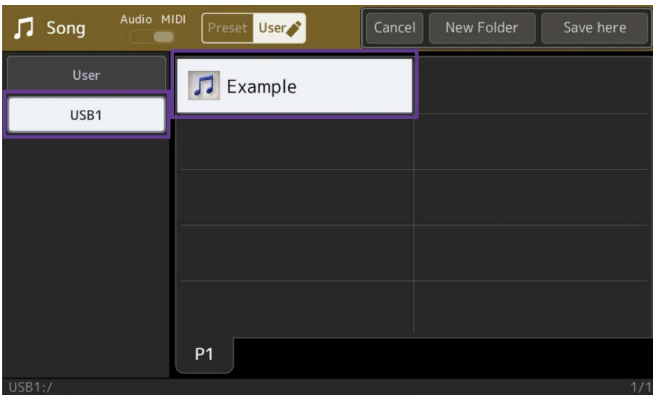 Song Audio MIDI Preset User Cancel New Folder Save here
User
Example
USB1
P1
USB1:/ 1/1